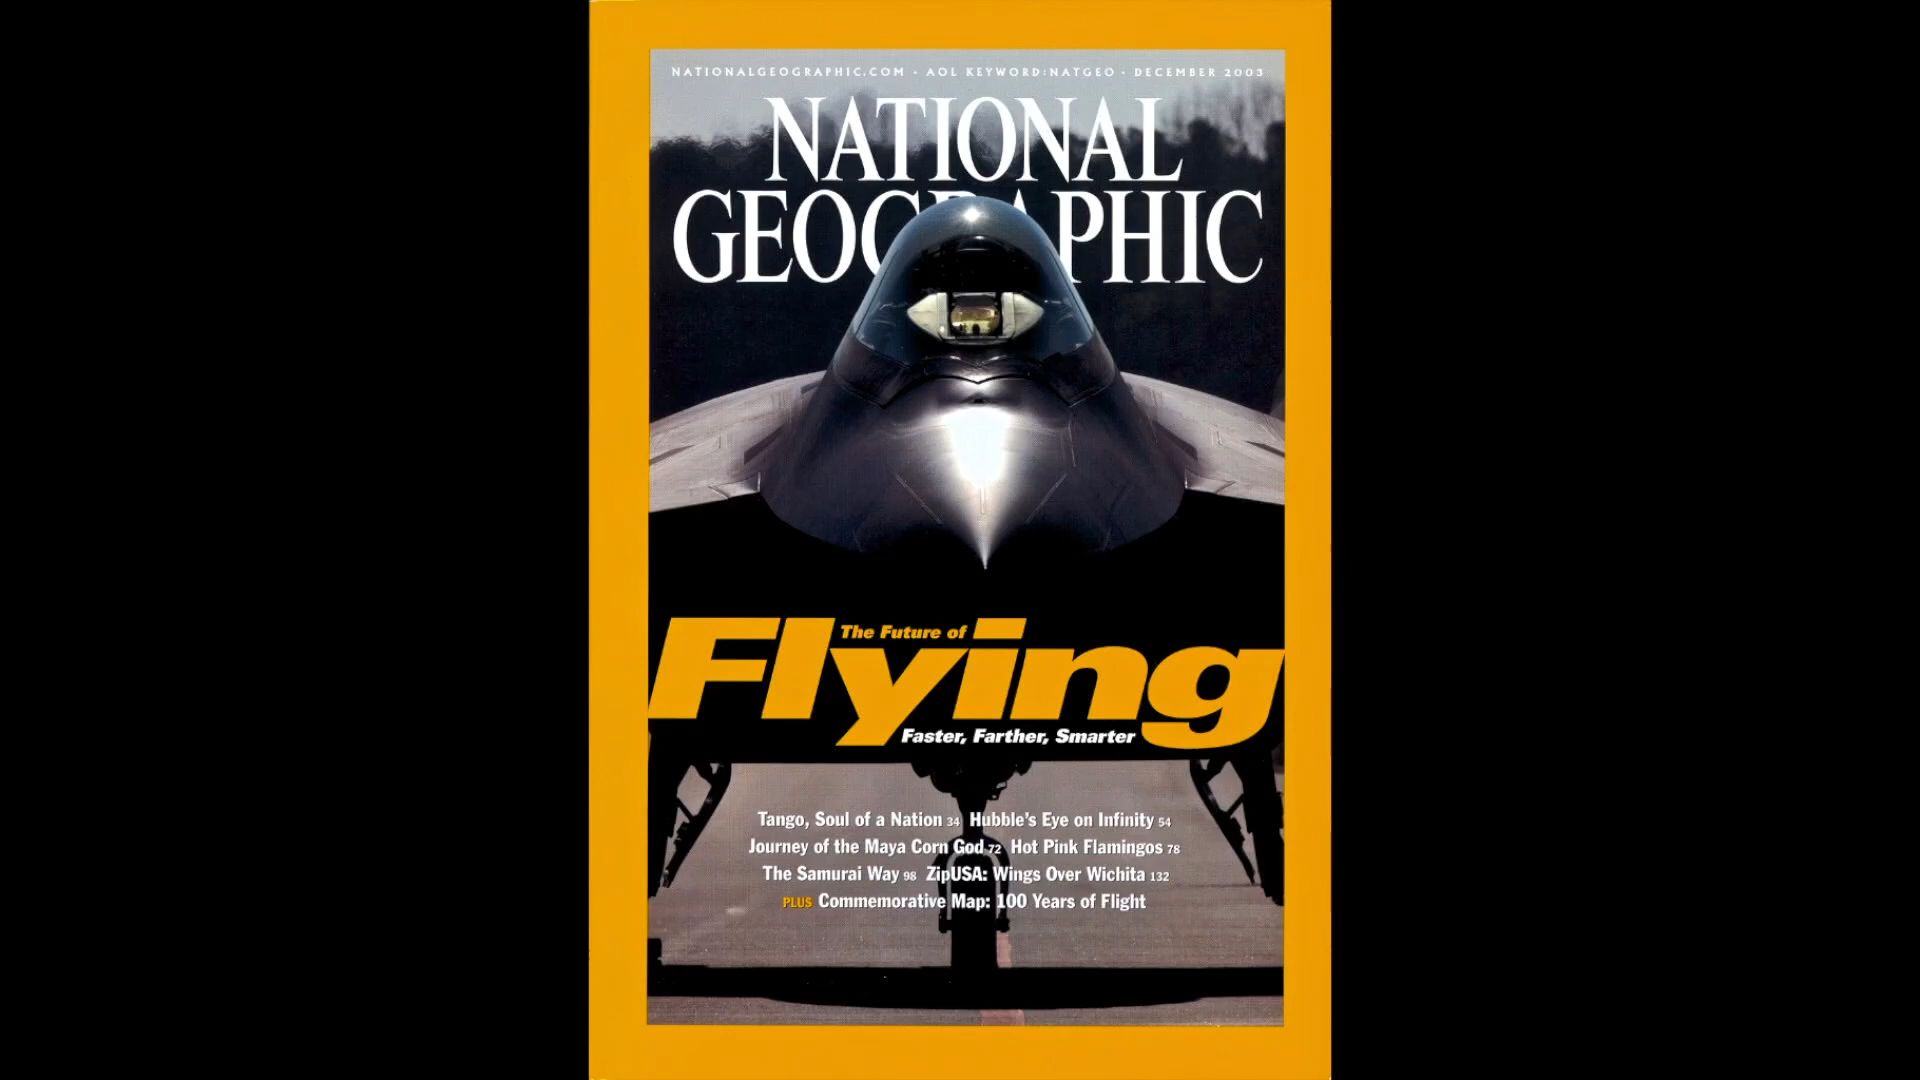 NATIONALGEOGRAPHIC.COM • AOL KEYWORD:NATGEO • DECEMBER 2003
NATIONAL
GEOGRAPHIC
The Future of
Flying
Faster, Farther, Smarter
Tango, Soul of a Nation 34 Hubble's Eye on Infinity 54
Journey of the Maya Corn God 72 Hot Pink Flamingos 78
The Samurai Way 98 ZipUSA: Wings Over Wichita 132
PLUS Commemorative Map: 100 Years of Flight